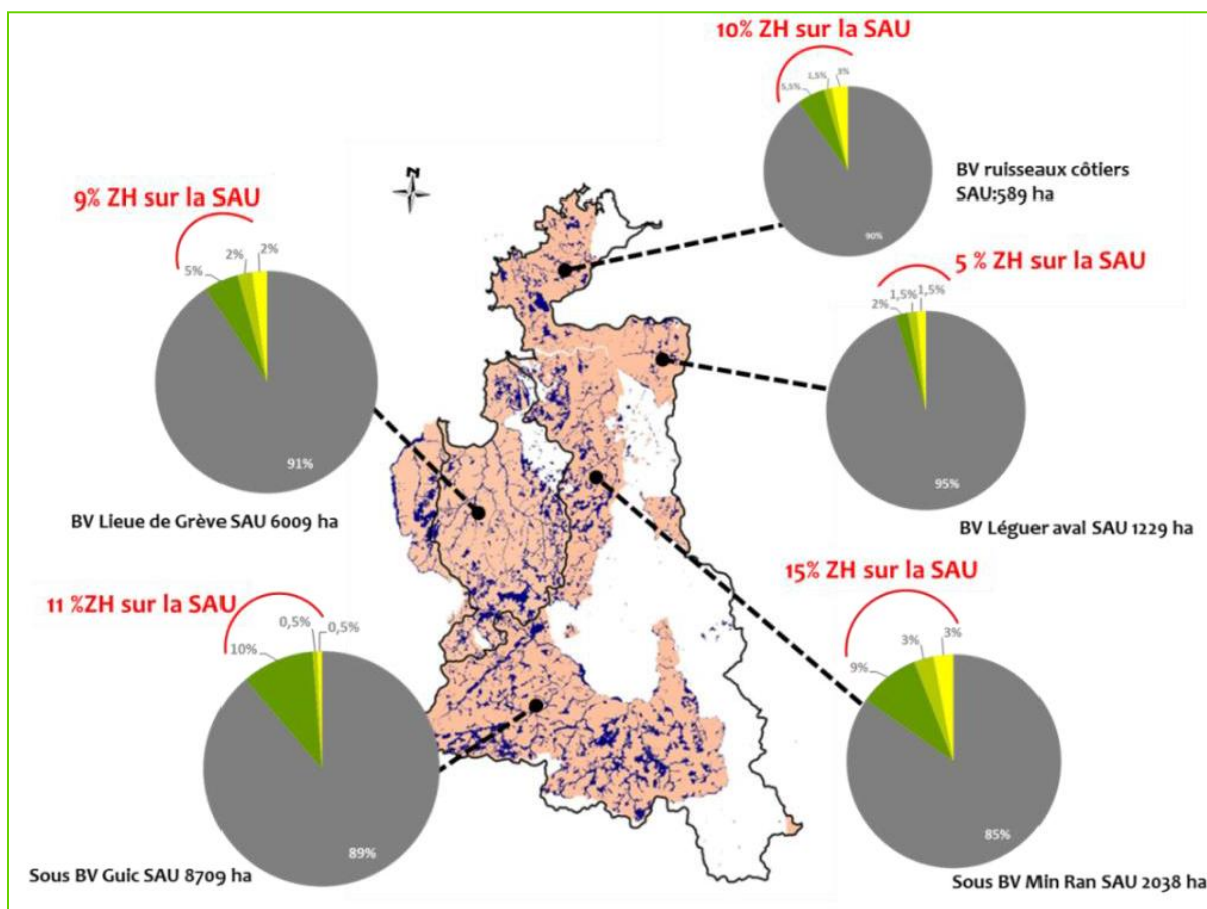 10% ZH sur la SAU
5,5%
1,5%
3%
90%
BV ruisseaux côtiers
SAU:589 ha
N
9% ZH sur la SAU
5%
2%
2%
91%
BV Lieue de Grève SAU 6009 ha
5 % ZH sur la SAU
2%
1,5%
1,5%
95%
BV Léguer aval SAU 1229 ha
11 %ZH sur la SAU
10%
0,5%
0,5%
89%
Sous BV Guic SAU 8709 ha
15% ZH sur la SAU
9%
3%
3%
85%
Sous BV Min Ran SAU 2038 ha